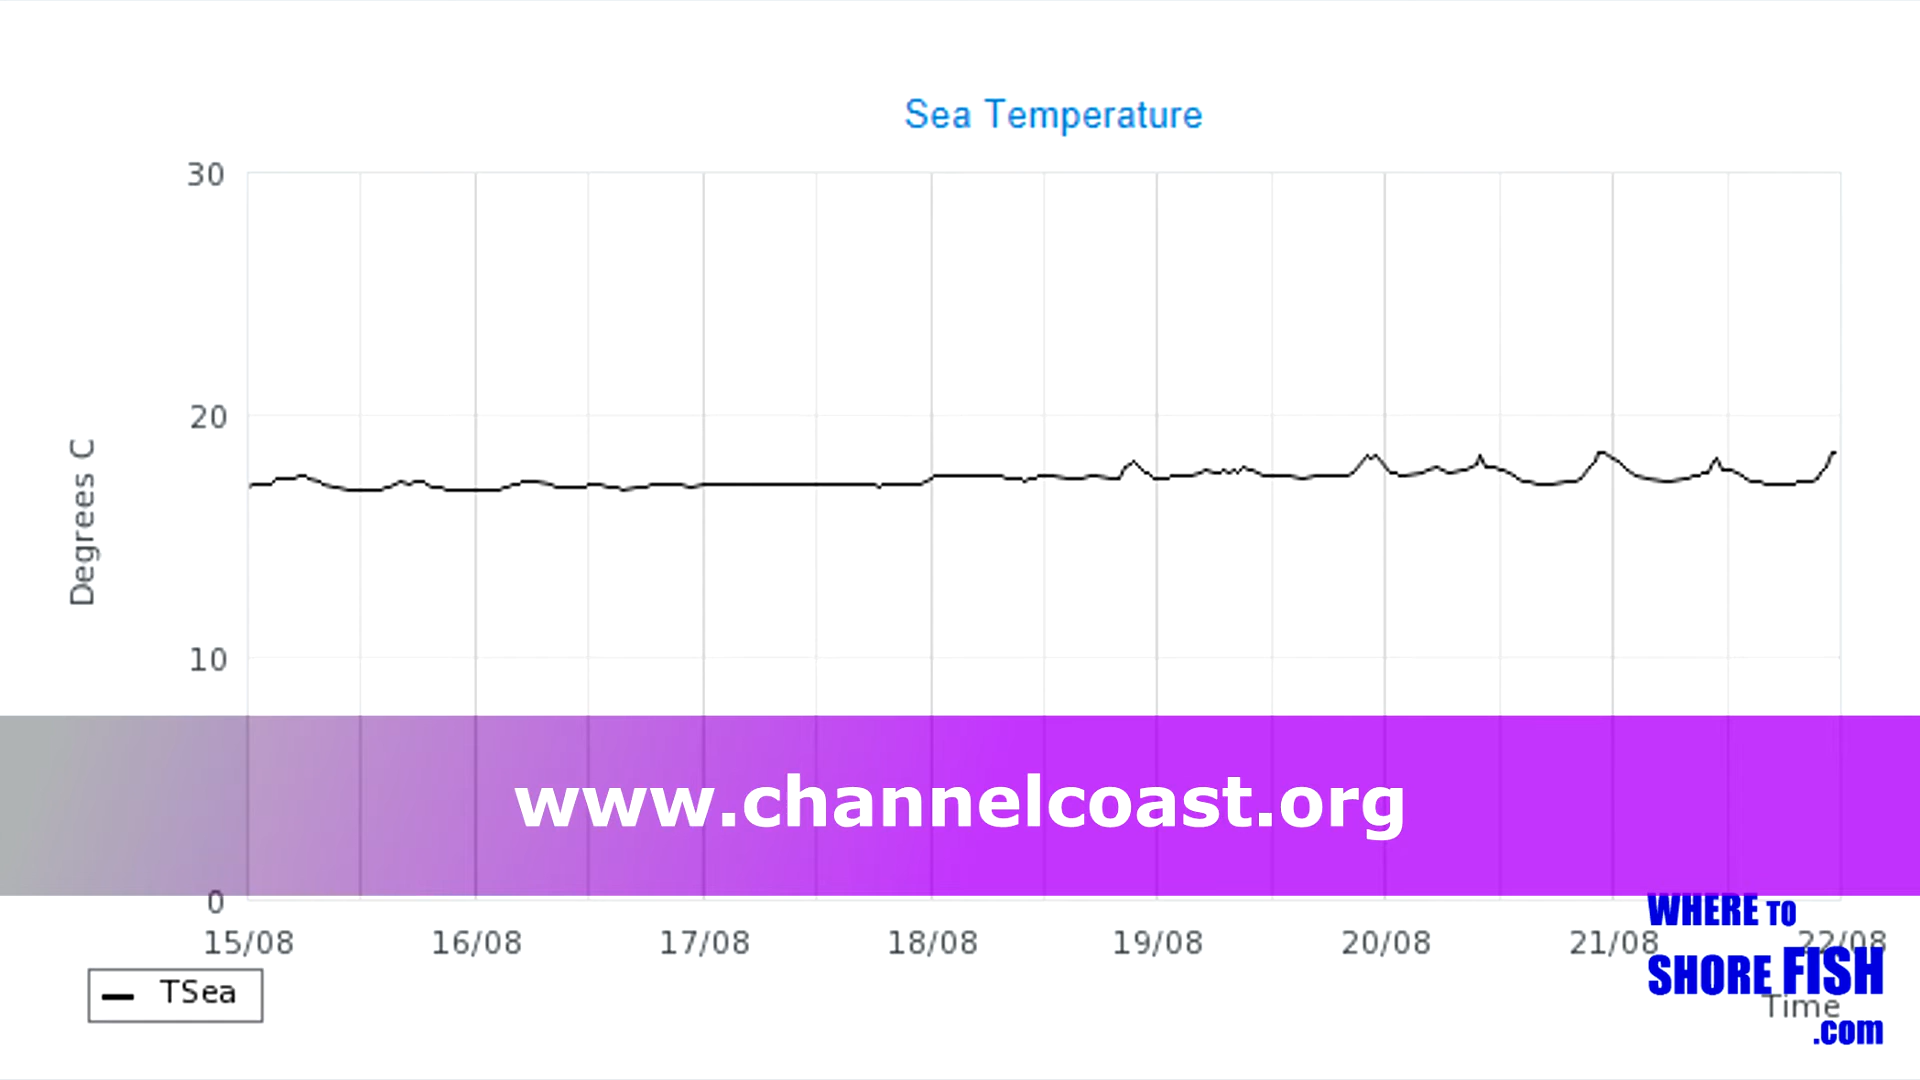 Sea Temperature
30
20
10
0
Degrees C
www.channelcoast.org
15/08 16/08 17/08 18/08 19/08 20/08 21/08 22/08
TSea
Time
WHERE TO
SHORE FISH
.com